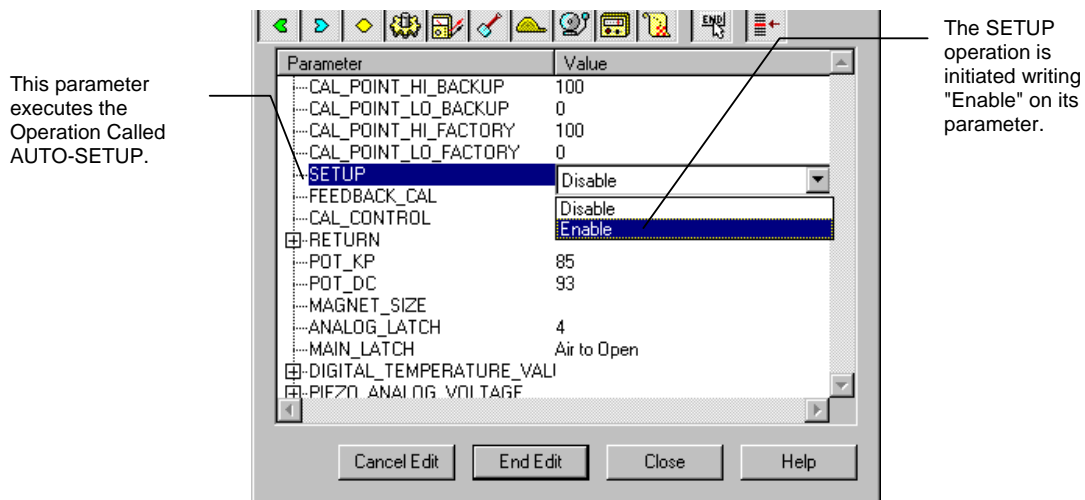 This parameter
executes the
Operation Called
AUTO-SETUP.
END
Parameter Value
CAL_POINT_HI_BACKUP 100
CAL_POINT_LO_BACKUP 0
CAL_POINT_HI_FACTORY 100
CAL_POINT_LO_FACTORY 0
SETUP Disable
FEEDBACK_CAL Disable
CAL_CONTROL Enable
RETURN
POT_KP 85
POT_DC 93
MAGNET_SIZE
ANALOG_LATCH 4
MAIN_LATCH Air to Open
DIGITAL_TEMPERATURE_VALU
PIEZO_ANALOG_VOLTAGE
Cancel Edit End Edit Close Help
The SETUP
operation is
initiated writing
"Enable" on its
parameter.